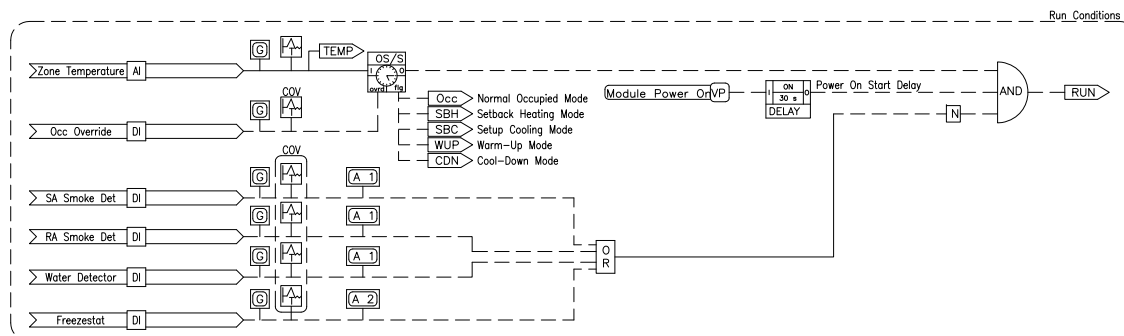 Run Conditions
G
TEMP
OS/S
Zone Temperature AI
I O
ovrd flg
COV
G
Occ Override DI
Occ Normal Occupied Mode
SBH Setback Heating Mode
SBC Setup Cooling Mode
WUP Warm-Up Mode
CDN Cool-Down Mode
Module Power On VP
I ON O
30 s
DELAY
Power On Start Delay
N
AND
RUN
COV
G
A 1
SA Smoke Det DI
G
A 1
RA Smoke Det DI
G
A 1
Water Detector DI
G
A 2
Freezestat DI
O
R